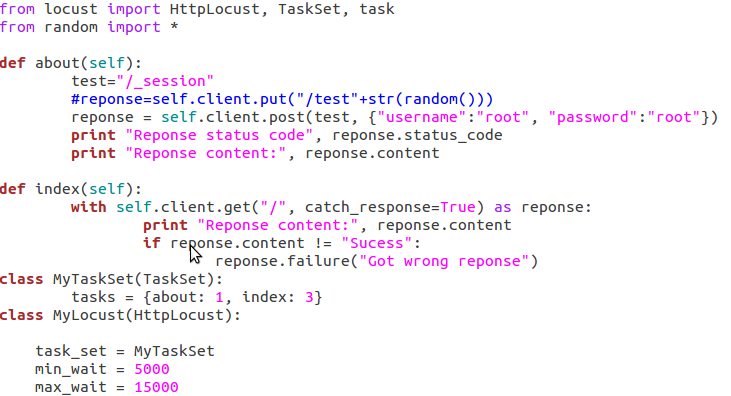 from locust import HttpLocust, TaskSet, task
from random import *
def about(self):
        test="/_session"
        #reponse=self.client.put("/test"+str(random()))
        reponse = self.client.post(test, {"username":"root", "password":"root"})
        print "Reponse status code", reponse.status_code
        print "Reponse content:", reponse.content
def index(self):
        with self.client.get("/", catch_response=True) as reponse:
                print "Reponse content:", reponse.content
                if reponse.content != "Sucess":
                        reponse.failure("Got wrong reponse")
class MyTaskSet(TaskSet):
        tasks = {about: 1, index: 3}
class MyLocust(HttpLocust):
    task_set = MyTaskSet
    min_wait = 5000
    max_wait = 15000